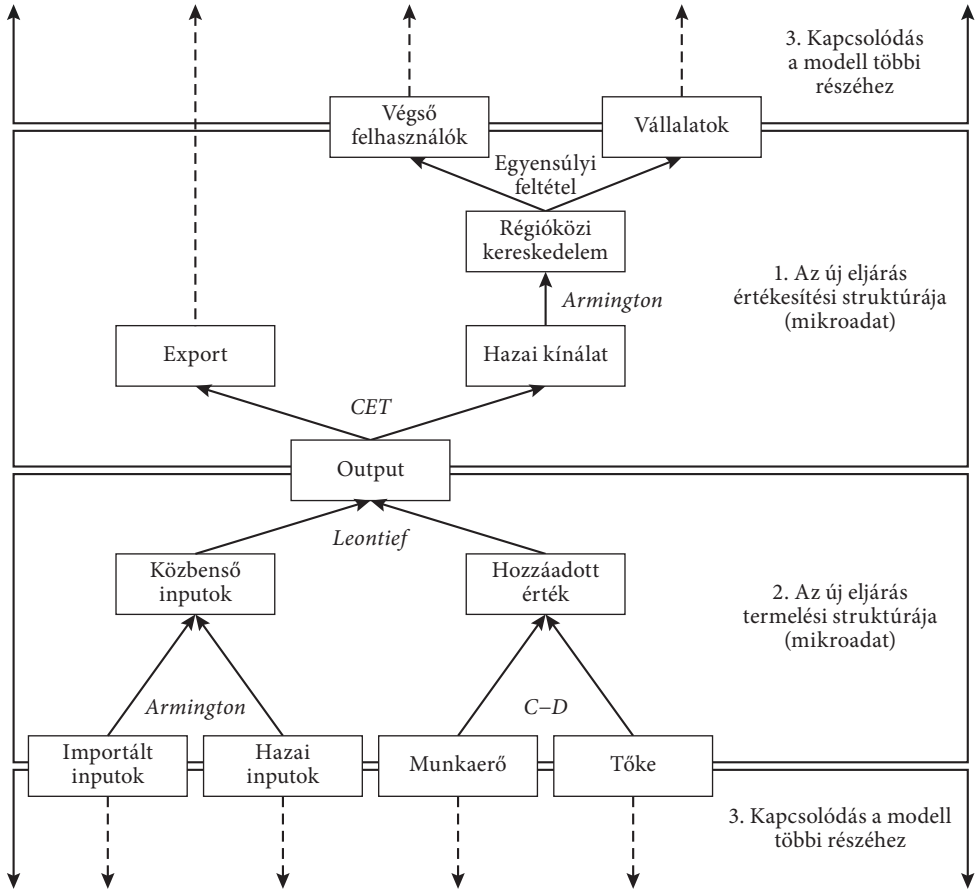 3. Kapcsolódás
a modell többi
részéhez
Végső
felhasználók
Vállalatok
Egyensúlyi
feltétel
Régióközi
kereskedelem
1. Az új eljárás
értékesítési struktúrája
(mikroadat)
Armington
Export
Hazai kínálat
CET
Output
Leontief
Közbenső
inputok
Hozzáadott
érték
2. Az új eljárás
termelési struktúrája
(mikroadat)
Armington
C–D
Importált
inputok
Hazai
inputok
Munkaerő
Tőke
3. Kapcsolódás a modell
többi részéhez